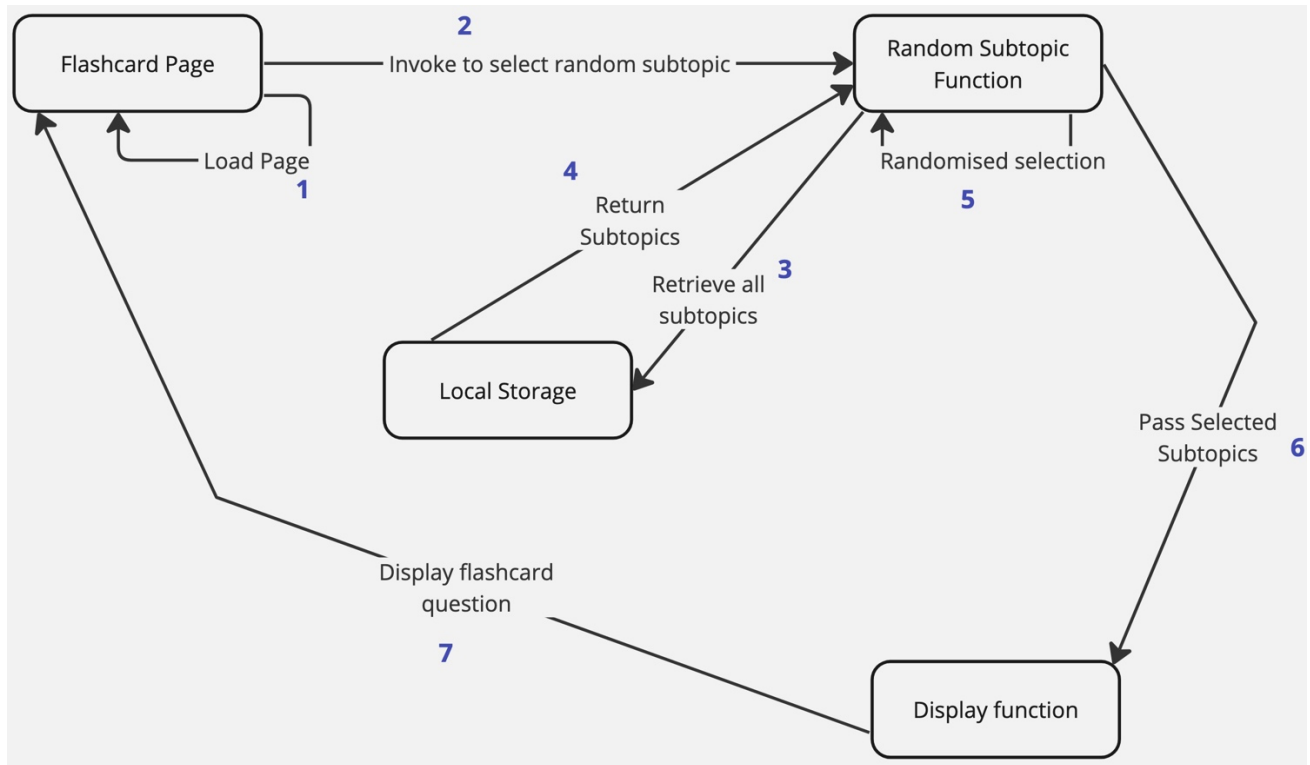 2
Flashcard Page
Invoke to select random subtopic
Random Subtopic
Function
Load Page
1
Randomised selection
5
4
Return
Subtopics
3
Retrieve all
subtopics
Local Storage
Pass Selected
Subtopics
6
Display flashcard
question
7
Display function